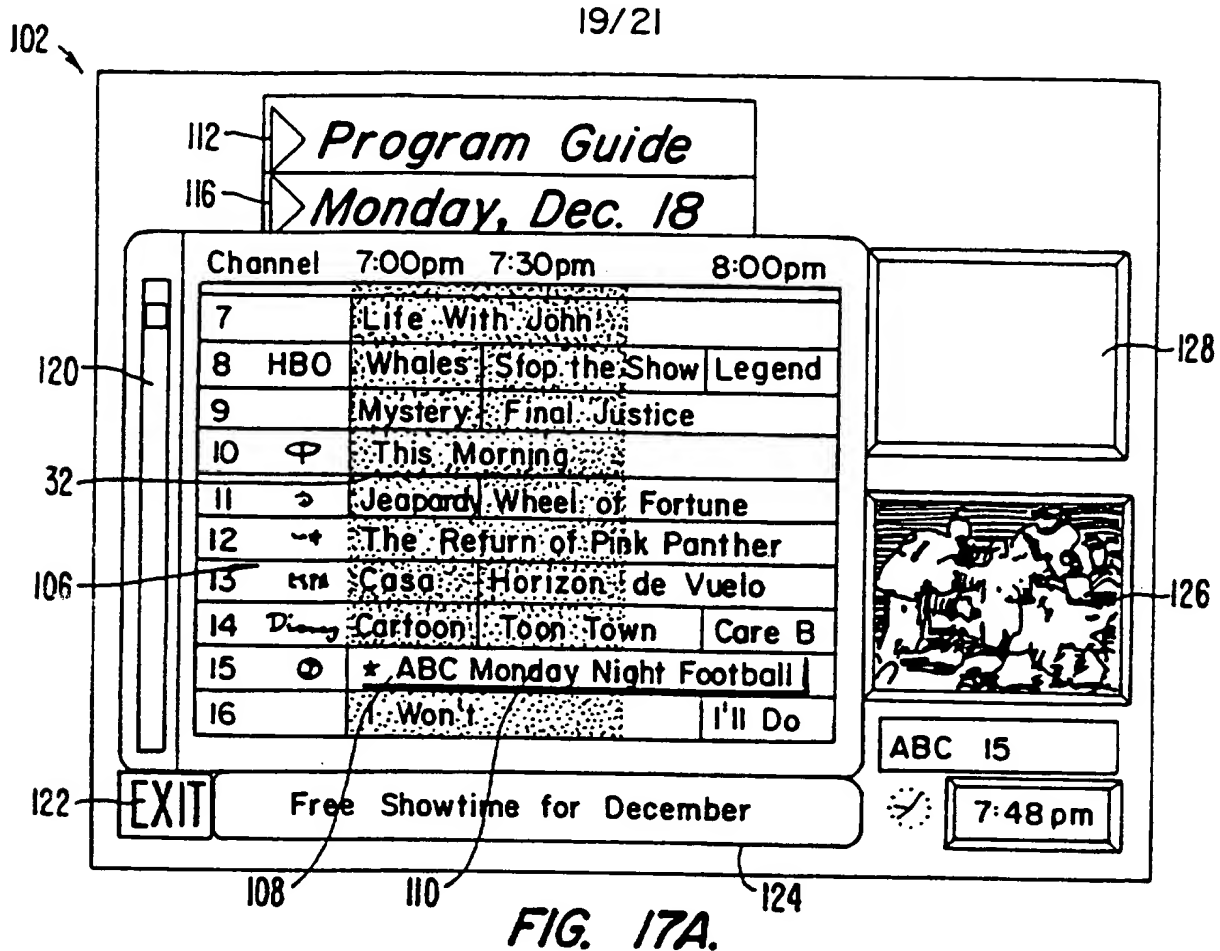 19/21
102
112 Program Guide
116 Monday, Dec. 18
Channel 7:00pm 7:30pm 8:00pm
7 Life With John
120 8 HBO Whales Stop the Show Legend 128
9 Mystery Final Justice
10 This Morning
32 11 Jeapardy Wheel of Fortune
12 The Return of Pink Panther
106 13 Casa Horizon de Vuelo 126
14 Disney Cartoon Toon Town Care B
15 * ABC Monday Night Football
16 I Won't I'll Do
ABC 15
122 EXIT Free Showtime for December 7:48pm
108 110 124
FIG. 17A.